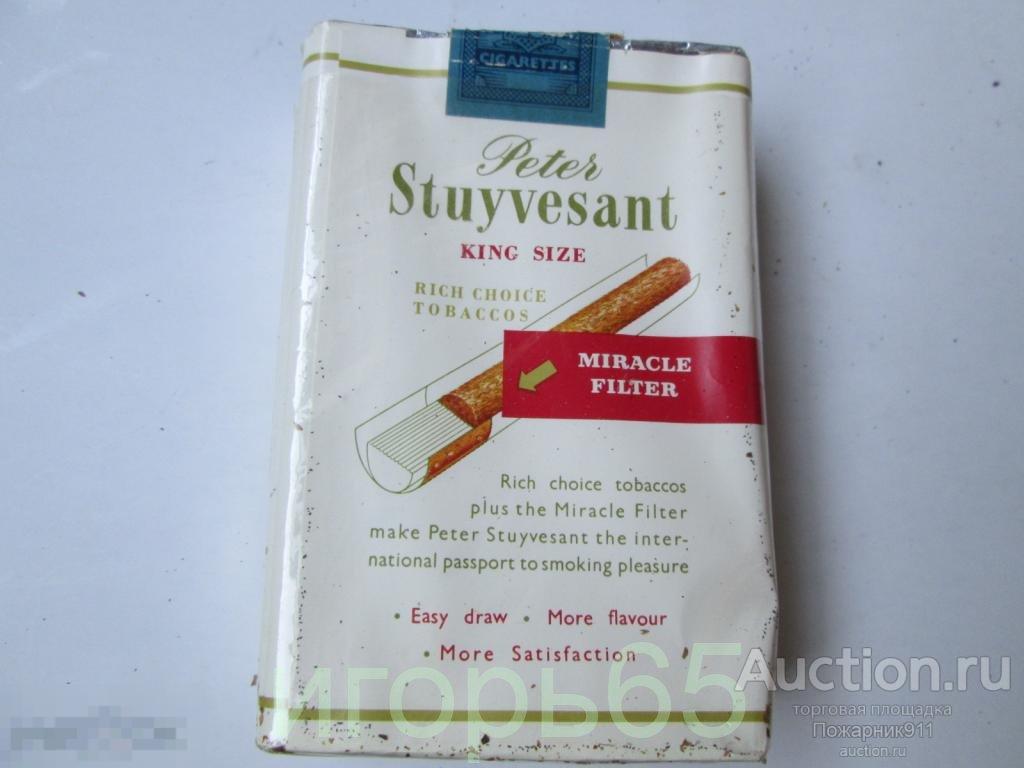 CIGARETTES
Peter
Stuyvesant
KING SIZE
RICH CHOICE
TOBACCOS
MIRACLE
FILTER
Rich choice tobaccos
plus the Miracle Filter
make Peter Stuyvesant the inter-
national passport to smoking pleasure
• Easy draw • More flavour
• More Satisfaction
игорь65
Auction.ru
торговая площадка
Пожарник911
auction.ru